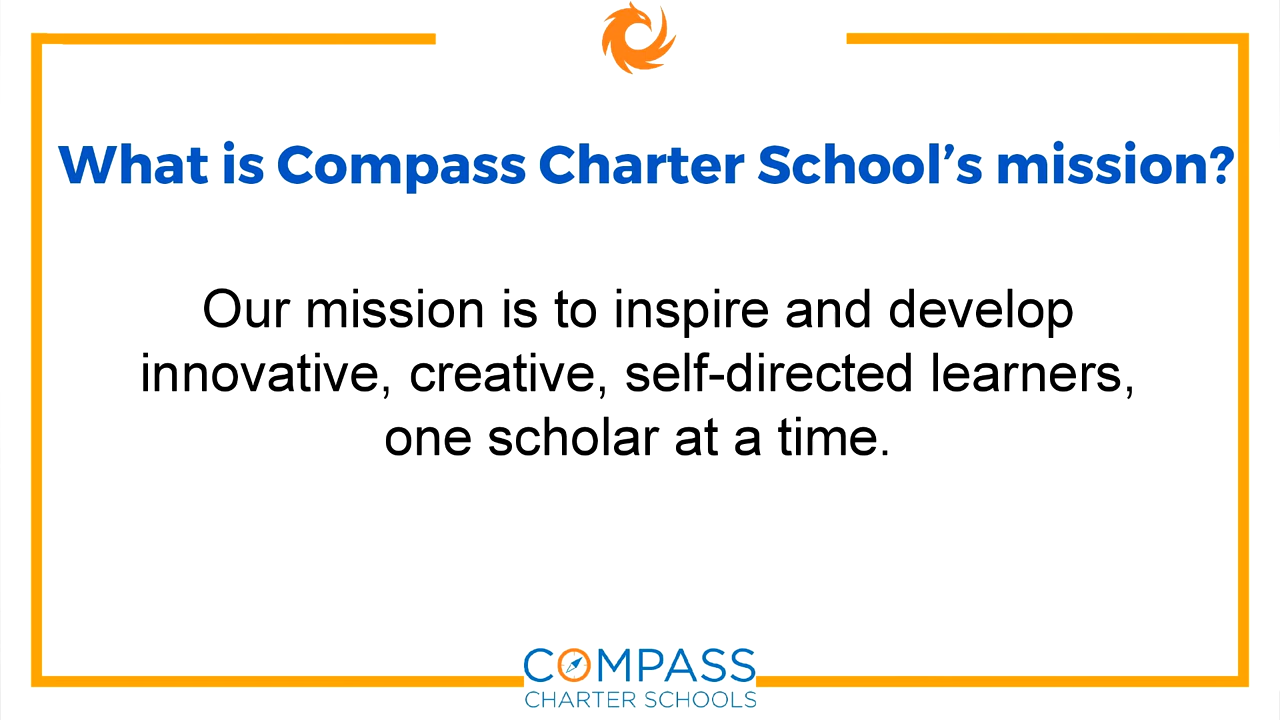 What is Compass Charter School’s mission?
Our mission is to inspire and develop
innovative, creative, self-directed learners,
one scholar at a time.
COMPASS
CHARTER SCHOOLS